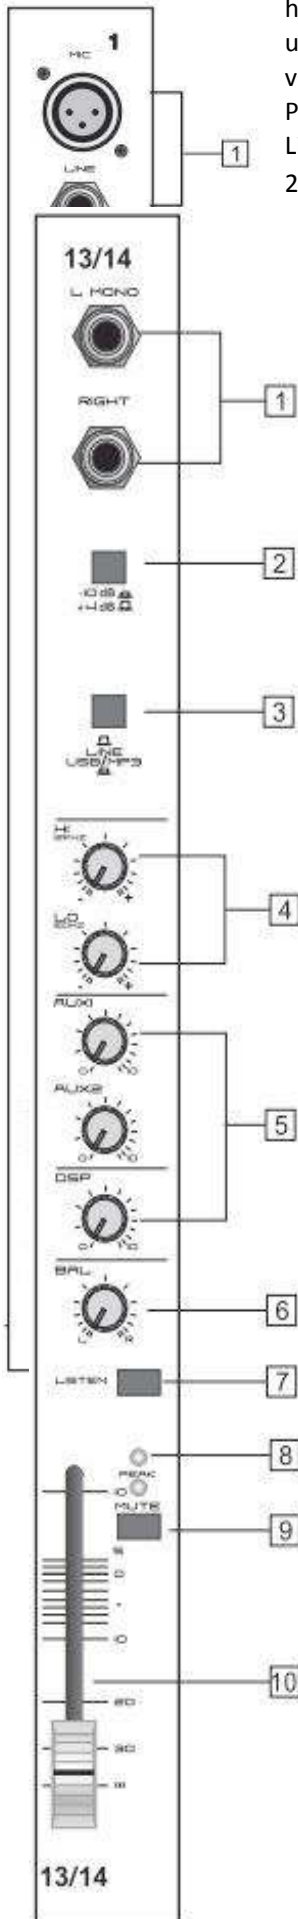 1
MIC
h
u
v
P
L
2
1
LINE
13/14
L MONO
1
RIGHT
2
-10 dB
+4 dB
3
LINE
USB/MP3
HI
4
LO
AUX1
AUX2
5
DSP
BAL
6
L R
LISTEN
7
8
PEAK
10
MUTE
9
5
0
10
10
20
30
∞
13/14